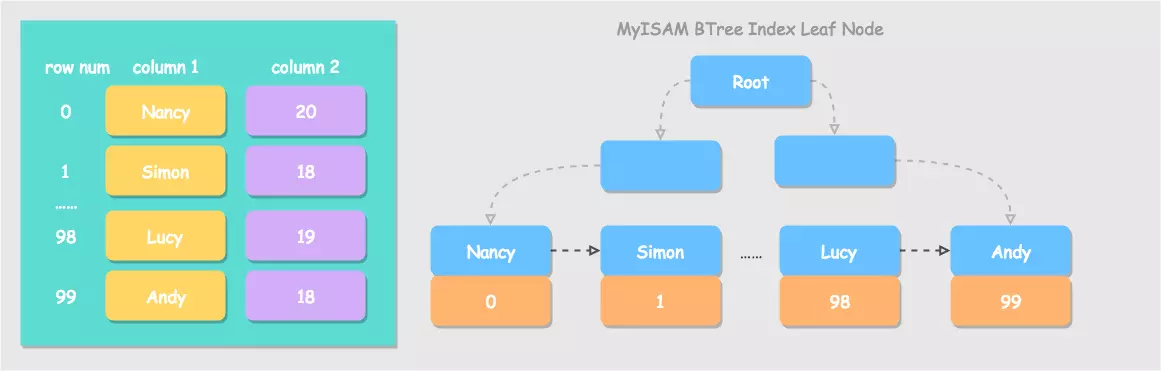 MyISAM BTree Index Leaf Node
row num column 1 column 2
0 Nancy 20
1 Simon 18
......
98 Lucy 19
99 Andy 18
Root
Nancy Simon ...... Lucy Andy
0 1 98 99